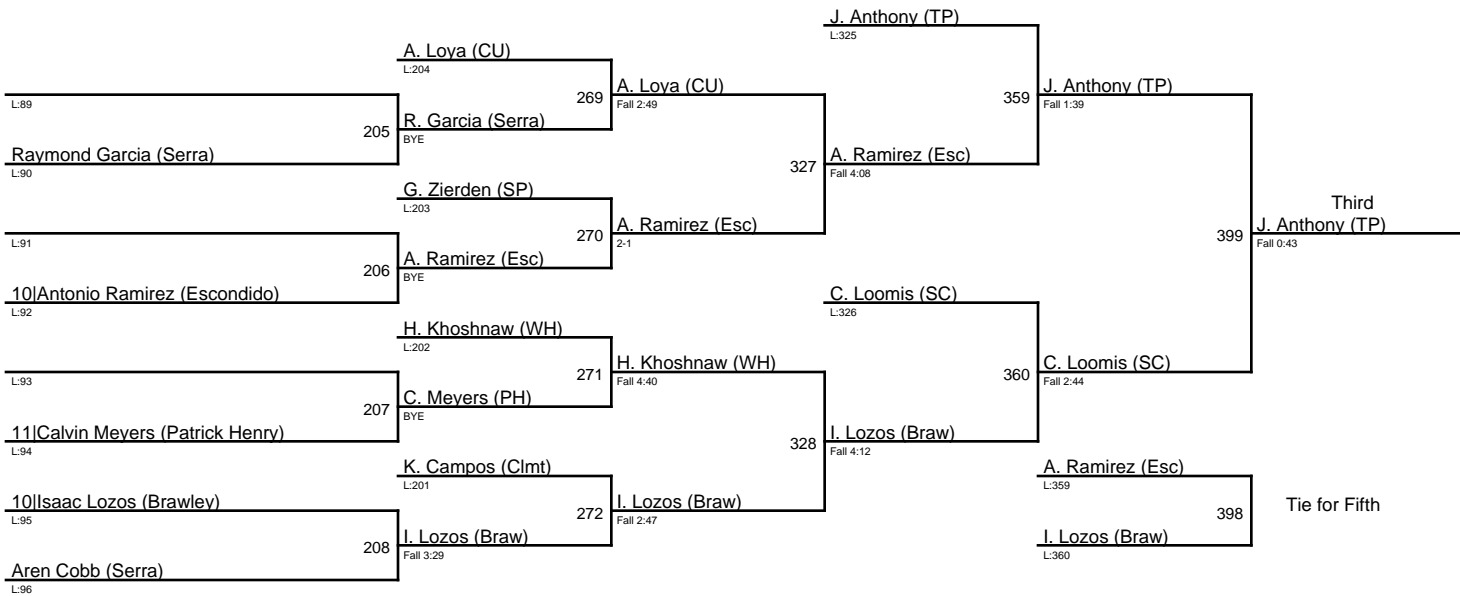 J. Anthony (TP)
L:325
A. Loya (CU)
L:204
L:89
269
A. Loya (CU)
Fall 2:49
359
J. Anthony (TP)
Fall 1:39
205
R. Garcia (Serra)
BYE
Raymond Garcia (Serra)
L:90
327
A. Ramirez (Esc)
Fall 4:08
G. Zierden (SP)
L:203
Third
L:91
270
A. Ramirez (Esc)
2-1
399
J. Anthony (TP)
Fall 0:43
206
A. Ramirez (Esc)
BYE
10|Antonio Ramirez (Escondido)
L:92
C. Loomis (SC)
L:326
H. Khoshnaw (WH)
L:202
L:93
271
H. Khoshnaw (WH)
Fall 4:40
360
C. Loomis (SC)
Fall 2:44
207
C. Meyers (PH)
BYE
11|Calvin Meyers (Patrick Henry)
L:94
328
I. Lozos (Braw)
Fall 4:12
K. Campos (Clmt)
L:201
A. Ramirez (Esc)
L:359
10|Isaac Lozos (Brawley)
L:95
272
I. Lozos (Braw)
Fall 2:47
398
Tie for Fifth
208
I. Lozos (Braw)
Fall 3:29
I. Lozos (Braw)
L:360
Aren Cobb (Serra)
L:96